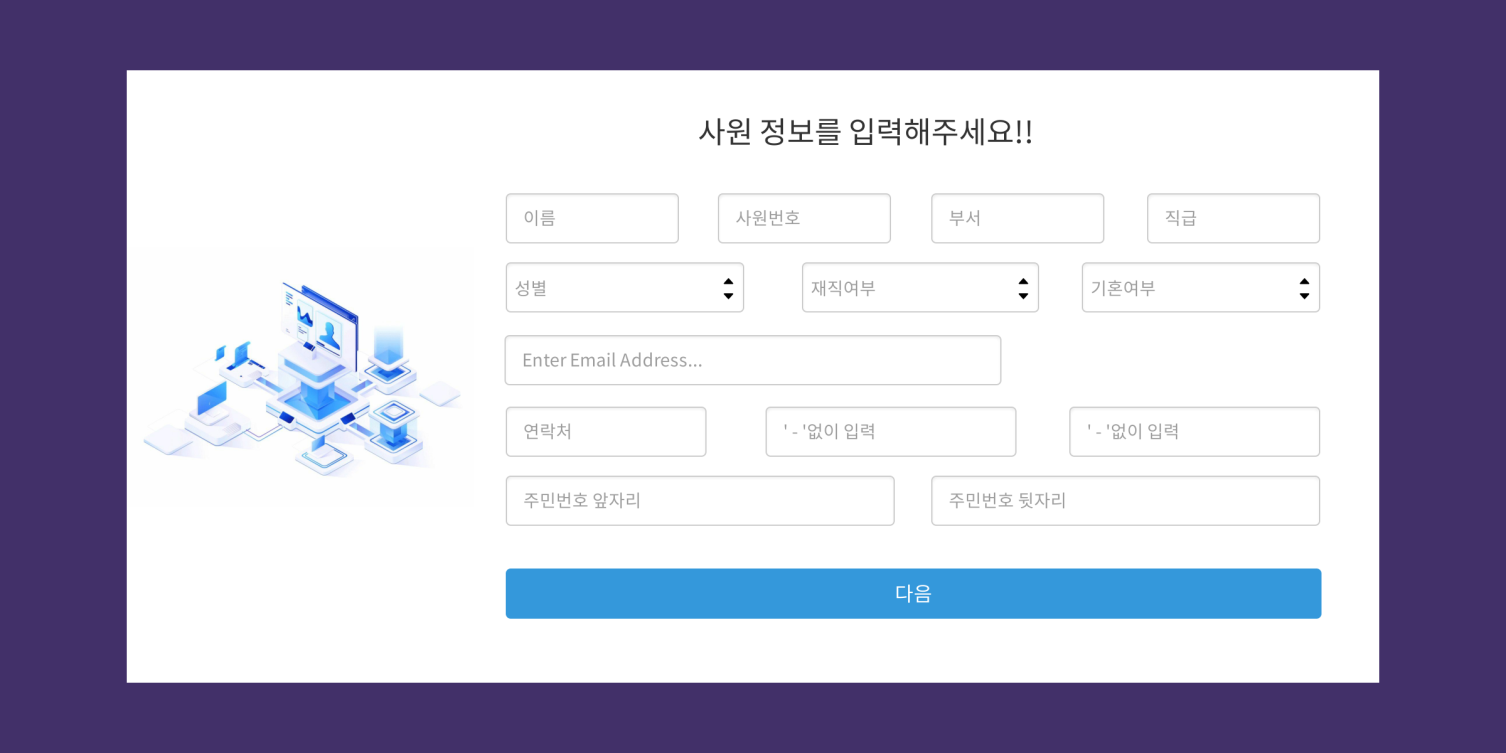 사원 정보를 입력해주세요!!
이름 사원번호 부서 직급
성별 재직여부 기혼여부
Enter Email Address...
연락처 ' - '없이 입력 ' - '없이 입력
주민번호 앞자리 주민번호 뒷자리
다음